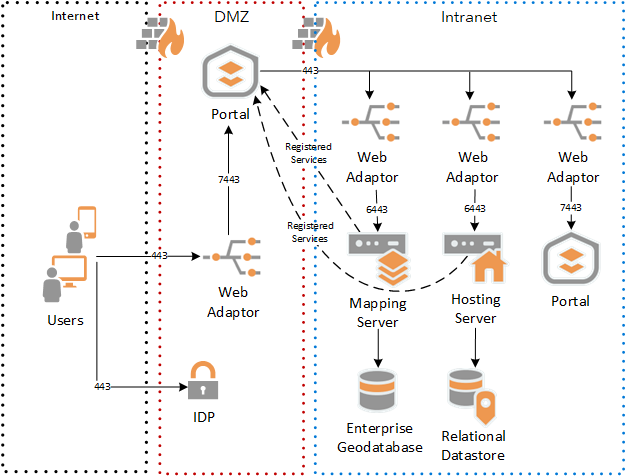 Internet
DMZ
Intranet
443
Portal
Registered
Services
Web
Adaptor
Web
Adaptor
Web
Adaptor
7443
6443
6443
7443
Registered
Services
443
Web
Adaptor
Users
Mapping
Server
Hosting
Server
Portal
443
IDP
Enterprise
Geodatabase
Relational
Datastore